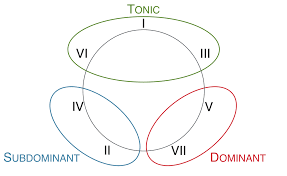 TONIC
I
VI III
IV V
II VII
SUBDOMINANT DOMINANT